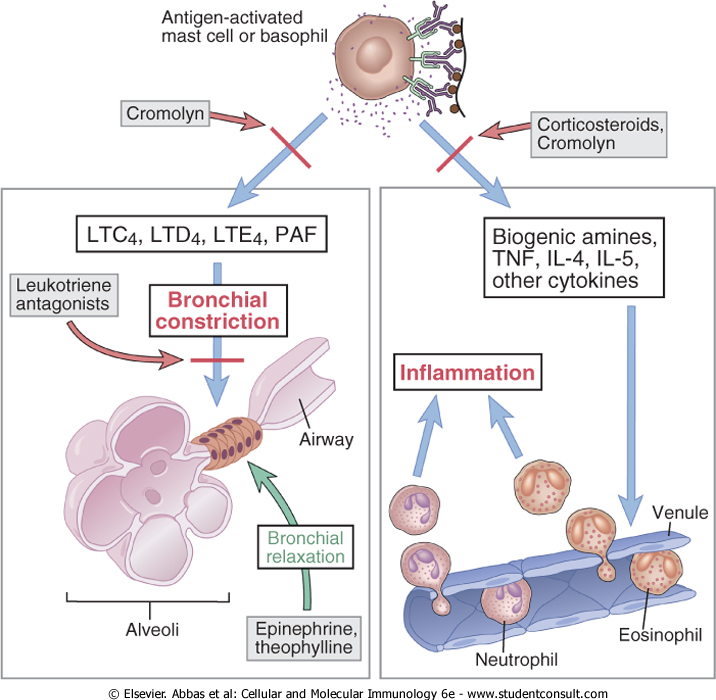 Antigen-activated
mast cell or basophil
Cromolyn
Corticosteroids,
Cromolyn
LTC₄, LTD₄, LTE₄, PAF
Leukotriene
antagonists
Bronchial
constriction
Airway
Bronchial
relaxation
Alveoli
Epinephrine,
theophylline
Biogenic amines,
TNF, IL-4, IL-5,
other cytokines
Inflammation
Venule
Eosinophil
Neutrophil
© Elsevier. Abbas et al: Cellular and Molecular Immunology 6e - www.studentconsult.com